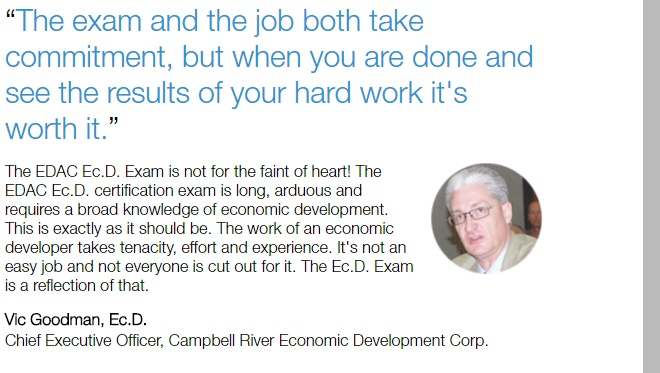 “The exam and the job both take
commitment, but when you are done and
see the results of your hard work it's
worth it.”
The EDAC Ec.D. Exam is not for the faint of heart! The
EDAC Ec.D. certification exam is long, arduous and
requires a broad knowledge of economic development.
This is exactly as it should be. The work of an economic
developer takes tenacity, effort and experience. It's not an
easy job and not everyone is cut out for it. The Ec.D. Exam
is a reflection of that.
Vic Goodman, Ec.D.
Chief Executive Officer, Campbell River Economic Development Corp.